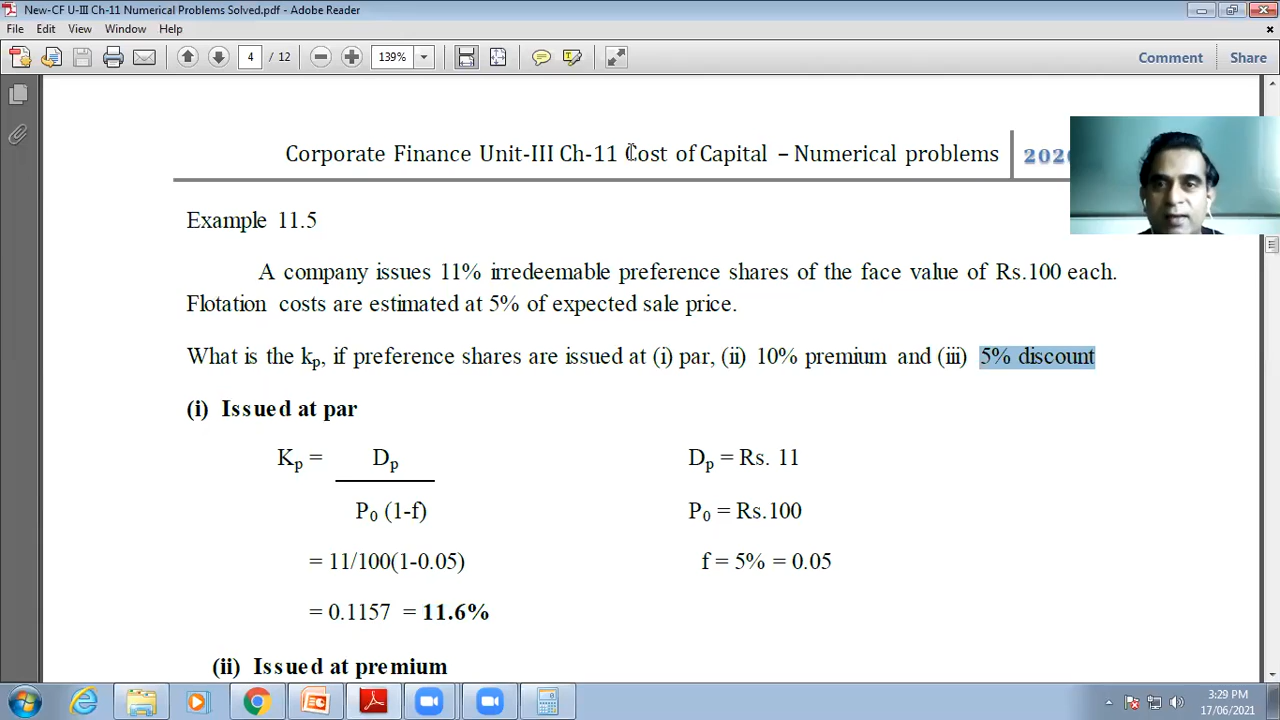 New-CF U-III Ch-11 Numerical Problems Solved.pdf - Adobe Reader
File Edit View Window Help
4 / 12 139% Comment Share
Corporate Finance Unit-III Ch-11 Cost of Capital – Numerical problems 202
Example 11.5
A company issues 11% irredeemable preference shares of the face value of Rs.100 each.
Flotation costs are estimated at 5% of expected sale price.
What is the kp, if preference shares are issued at (i) par, (ii) 10% premium and (iii) 5% discount
(i) Issued at par
Kp = Dp Dp = Rs. 11
P0 (1-f) P0 = Rs.100
= 11/100(1-0.05) f = 5% = 0.05
= 0.1157 = 11.6%
(ii) Issued at premium
3:29 PM
17/06/2021